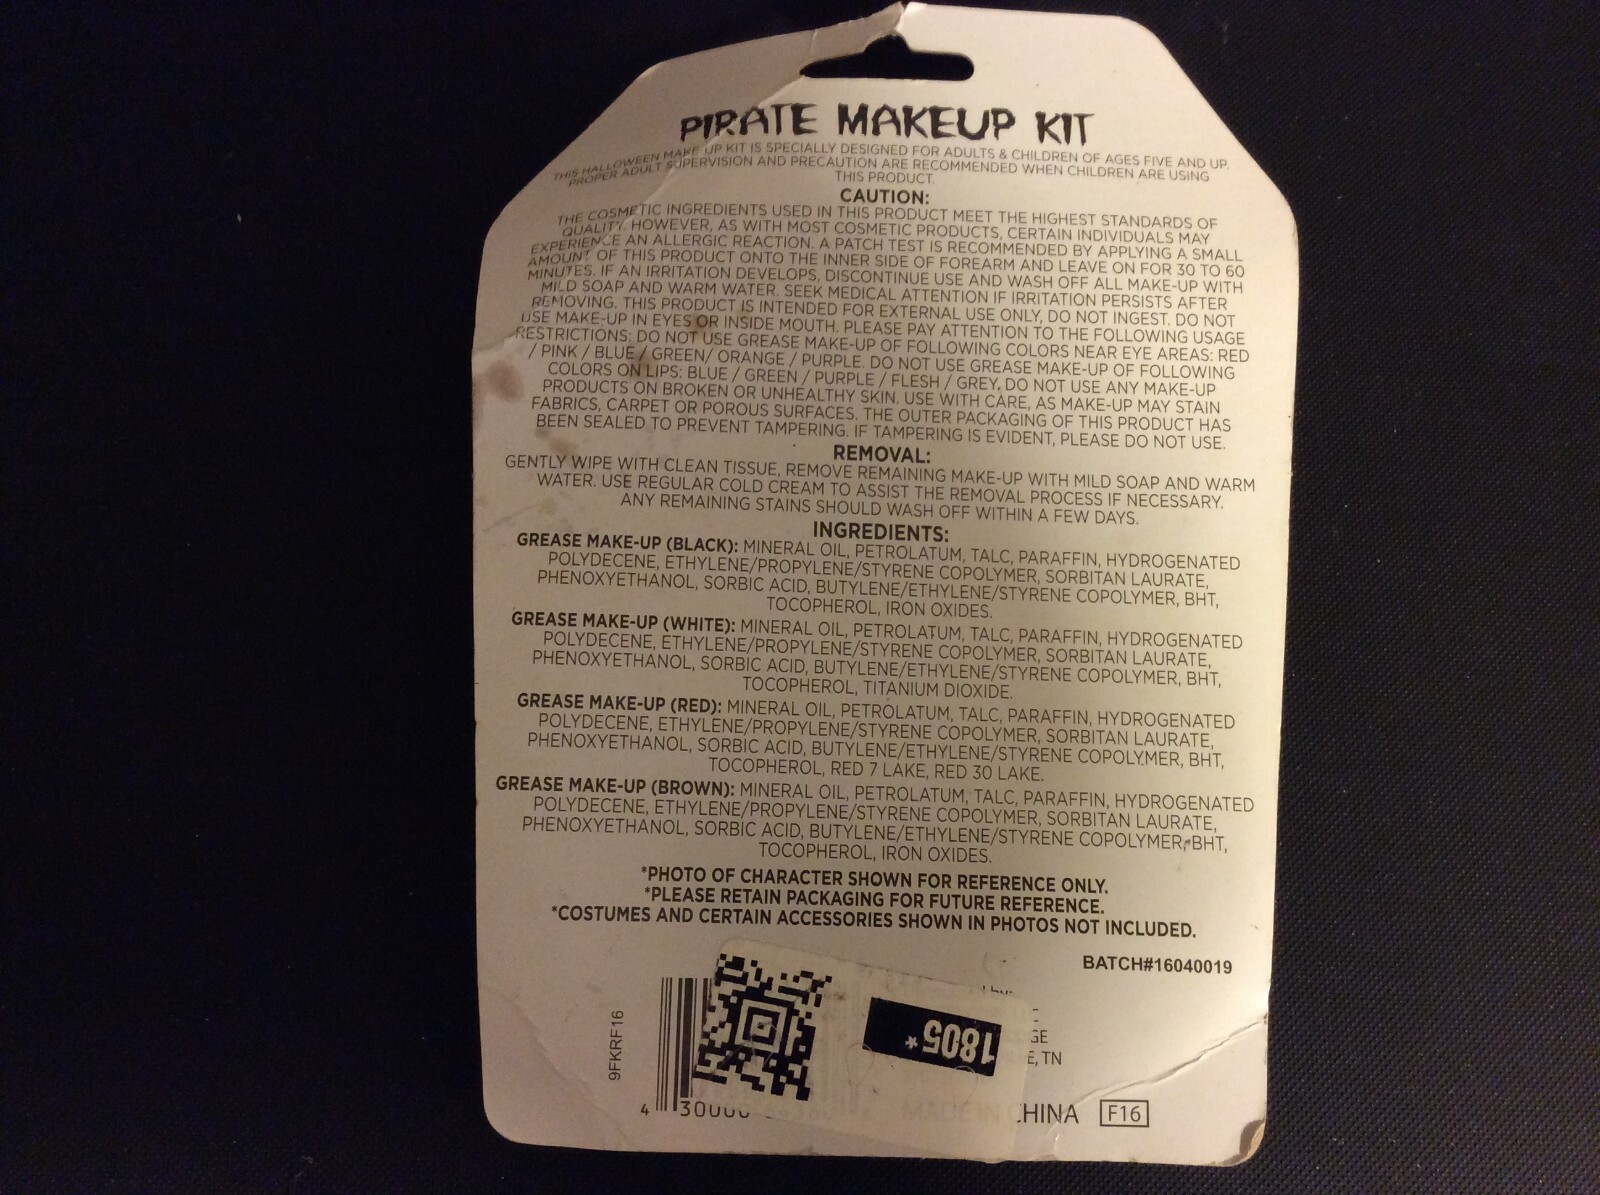 PIRATE MAKEUP KIT
THIS HALLOWEEN MAKE UP KIT IS SPECIALLY DESIGNED FOR ADULTS & CHILDREN OF AGES FIVE AND UP.
PROPER ADULT SUPERVISION AND PRECAUTION ARE RECOMMENDED WHEN CHILDREN ARE USING
THIS PRODUCT.
CAUTION:
THE COSMETIC INGREDIENTS USED IN THIS PRODUCT MEET THE HIGHEST STANDARDS OF
QUALITY. HOWEVER, AS WITH MOST COSMETIC PRODUCTS, CERTAIN INDIVIDUALS MAY
EXPERIENCE AN ALLERGIC REACTION. A PATCH TEST IS RECOMMENDED BY APPLYING A SMALL
AMOUNT OF THIS PRODUCT ONTO THE INNER SIDE OF FOREARM AND LEAVE ON FOR 30 TO 60
MINUTES. IF AN IRRITATION DEVELOPS, DISCONTINUE USE AND WASH OFF ALL MAKE-UP WITH
MILD SOAP AND WARM WATER. SEEK MEDICAL ATTENTION IF IRRITATION PERSISTS AFTER
REMOVING. THIS PRODUCT IS INTENDED FOR EXTERNAL USE ONLY, DO NOT INGEST. DO NOT
USE MAKE-UP IN EYES OR INSIDE MOUTH. PLEASE PAY ATTENTION TO THE FOLLOWING USAGE
RESTRICTIONS: DO NOT USE GREASE MAKE-UP OF FOLLOWING COLORS NEAR EYE AREAS: RED
/ PINK / BLUE / GREEN/ ORANGE / PURPLE. DO NOT USE GREASE MAKE-UP OF FOLLOWING
COLORS ON LIPS: BLUE / GREEN / PURPLE / FLESH / GREY, DO NOT USE ANY MAKE-UP
PRODUCTS ON BROKEN OR UNHEALTHY SKIN. USE WITH CARE, AS MAKE-UP MAY STAIN
FABRICS, CARPET OR POROUS SURFACES. THE OUTER PACKAGING OF THIS PRODUCT HAS
BEEN SEALED TO PREVENT TAMPERING. IF TAMPERING IS EVIDENT, PLEASE DO NOT USE.
REMOVAL:
GENTLY WIPE WITH CLEAN TISSUE, REMOVE REMAINING MAKE-UP WITH MILD SOAP AND WARM
WATER. USE REGULAR COLD CREAM TO ASSIST THE REMOVAL PROCESS IF NECESSARY.
ANY REMAINING STAINS SHOULD WASH OFF WITHIN A FEW DAYS.
INGREDIENTS:
GREASE MAKE-UP (BLACK): MINERAL OIL, PETROLATUM, TALC, PARAFFIN, HYDROGENATED
POLYDECENE, ETHYLENE/PROPYLENE/STYRENE COPOLYMER, SORBITAN LAURATE,
PHENOXYETHANOL, SORBIC ACID, BUTYLENE/ETHYLENE/STYRENE COPOLYMER, BHT,
TOCOPHEROL, IRON OXIDES.
GREASE MAKE-UP (WHITE): MINERAL OIL, PETROLATUM, TALC, PARAFFIN, HYDROGENATED
POLYDECENE, ETHYLENE/PROPYLENE/STYRENE COPOLYMER, SORBITAN LAURATE,
PHENOXYETHANOL, SORBIC ACID, BUTYLENE/ETHYLENE/STYRENE COPOLYMER, BHT,
TOCOPHEROL, TITANIUM DIOXIDE.
GREASE MAKE-UP (RED): MINERAL OIL, PETROLATUM, TALC, PARAFFIN, HYDROGENATED
POLYDECENE, ETHYLENE/PROPYLENE/STYRENE COPOLYMER, SORBITAN LAURATE,
PHENOXYETHANOL, SORBIC ACID, BUTYLENE/ETHYLENE/STYRENE COPOLYMER, BHT,
TOCOPHEROL, RED 7 LAKE, RED 30 LAKE.
GREASE MAKE-UP (BROWN): MINERAL OIL, PETROLATUM, TALC, PARAFFIN, HYDROGENATED
POLYDECENE, ETHYLENE/PROPYLENE/STYRENE COPOLYMER, SORBITAN LAURATE,
PHENOXYETHANOL, SORBIC ACID, BUTYLENE/ETHYLENE/STYRENE COPOLYMER, BHT,
TOCOPHEROL, IRON OXIDES.
*PHOTO OF CHARACTER SHOWN FOR REFERENCE ONLY.
*PLEASE RETAIN PACKAGING FOR FUTURE REFERENCE.
*COSTUMES AND CERTAIN ACCESSORIES SHOWN IN PHOTOS NOT INCLUDED.
BATCH#16040019
9FKRF16
1805*
GE
E, TN
4 30000
MADE IN CHINA F16